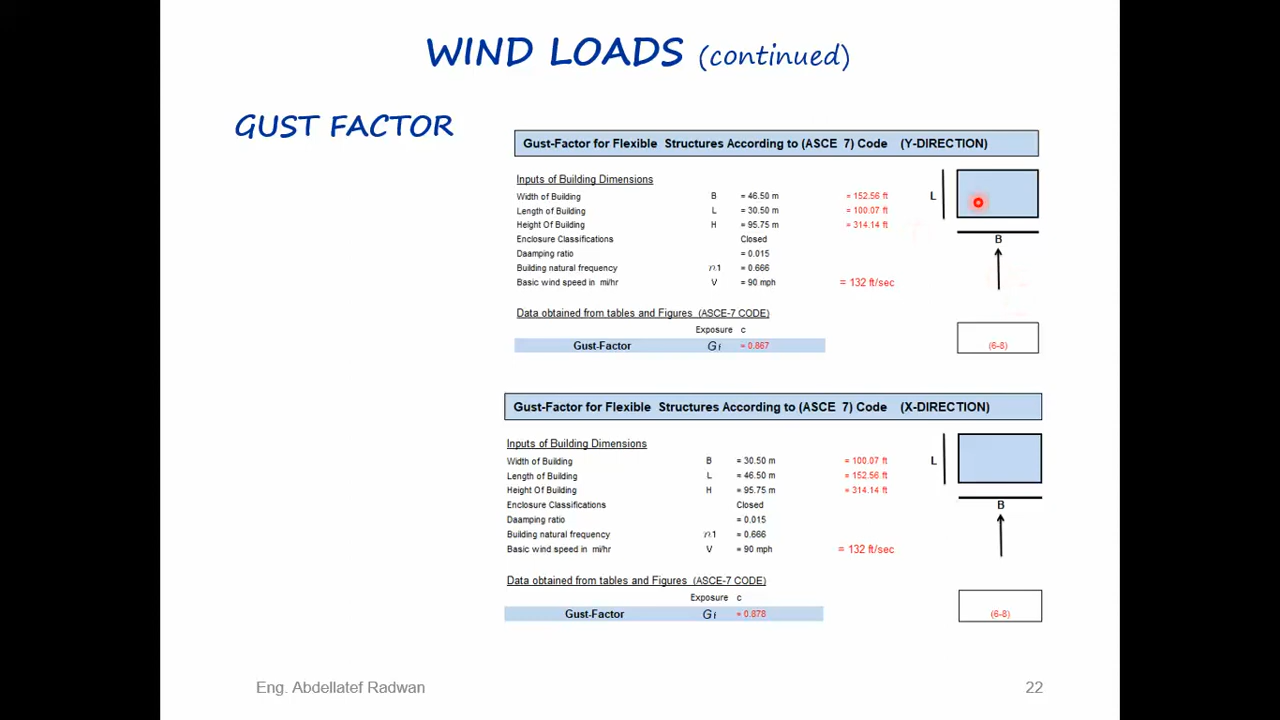 WIND LOADS (continued)
GUST FACTOR
Gust-Factor for Flexible Structures According to (ASCE 7) Code (Y-DIRECTION)
Inputs of Building Dimensions
Width of Building B = 46.50 m = 152.56 ft
Length of Building L = 30.50 m = 100.07 ft
Height Of Building H = 95.75 m = 314.14 ft
Enclosure Classifications Closed
Daamping ratio = 0.015
Building natural frequency n1 = 0.666
Basic wind speed in mi/hr V = 90 mph = 132 ft/sec
L
B
Data obtained from tables and Figures (ASCE-7 CODE)
Exposure c
Gust-Factor Gf = 0.867
(6-8)
Gust-Factor for Flexible Structures According to (ASCE 7) Code (X-DIRECTION)
Inputs of Building Dimensions
Width of Building B = 30.50 m = 100.07 ft
Length of Building L = 46.50 m = 152.56 ft
Height Of Building H = 95.75 m = 314.14 ft
Enclosure Classifications Closed
Daamping ratio = 0.015
Building natural frequency n1 = 0.666
Basic wind speed in mi/hr V = 90 mph = 132 ft/sec
L
B
Data obtained from tables and Figures (ASCE-7 CODE)
Exposure c
Gust-Factor Gf = 0.878
(6-8)
Eng. Abdellatef Radwan 22